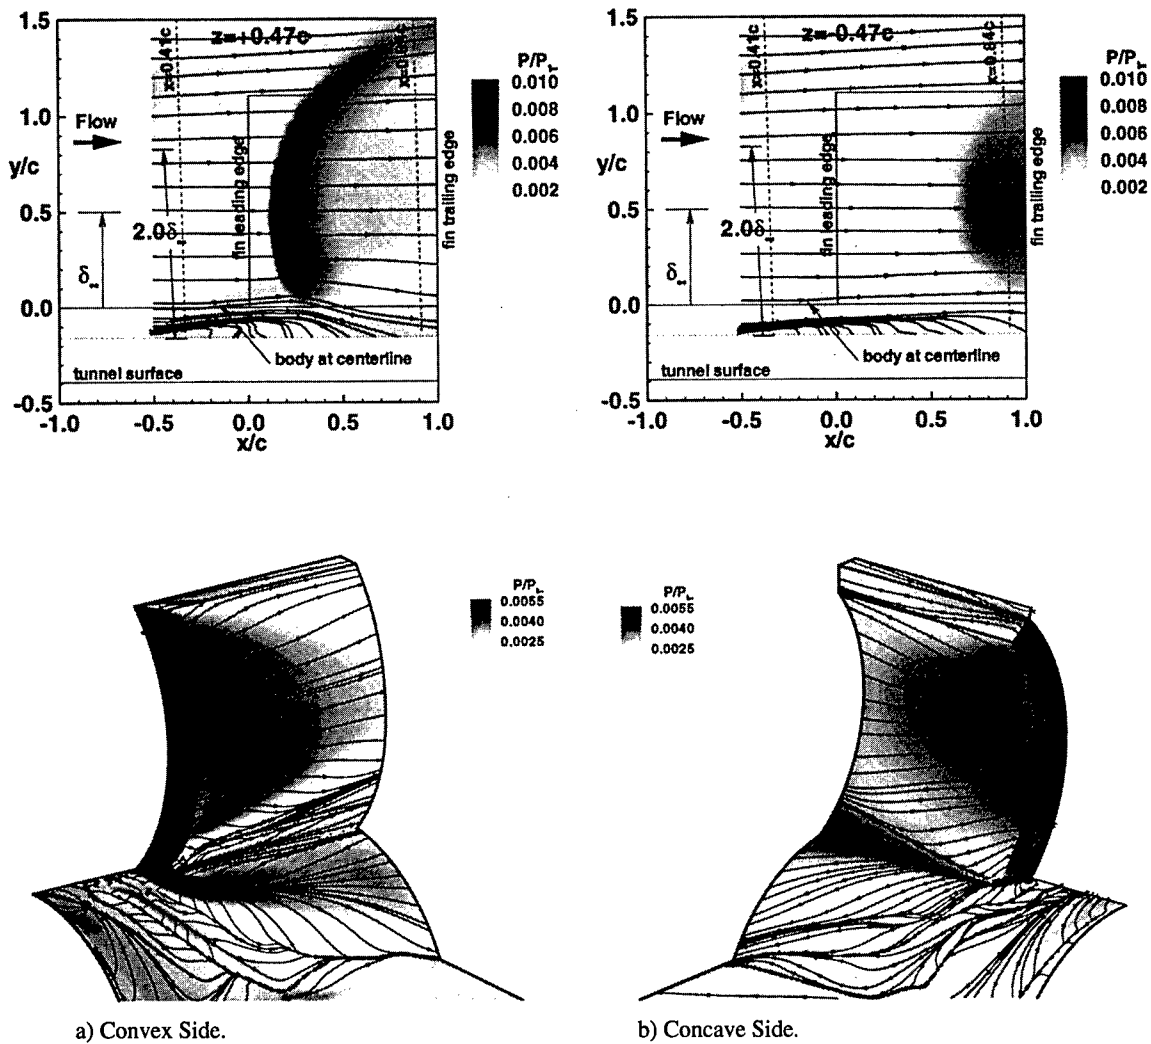 z=+0.47c
x=-0.41c
x=0.84c
1.5
1.0
0.5
0.0
-0.5
y/c
Flow
2.0δ∞
δ∞
fin leading edge
fin trailing edge
body at centerline
tunnel surface
-1.0 -0.5 0.0 0.5 1.0
x/c
P/Pr
0.010
0.008
0.006
0.004
0.002
z=-0.47c
x=-0.41c
x=0.84c
1.5
1.0
0.5
0.0
-0.5
y/c
Flow
2.0δ∞
δ∞
fin leading edge
fin trailing edge
body at centerline
tunnel surface
-1.0 -0.5 0.0 0.5 1.0
x/c
P/Pr
0.010
0.008
0.006
0.004
0.002
P/Pr
0.0055
0.0040
0.0025
P/Pr
0.0055
0.0040
0.0025
a) Convex Side.
b) Concave Side.